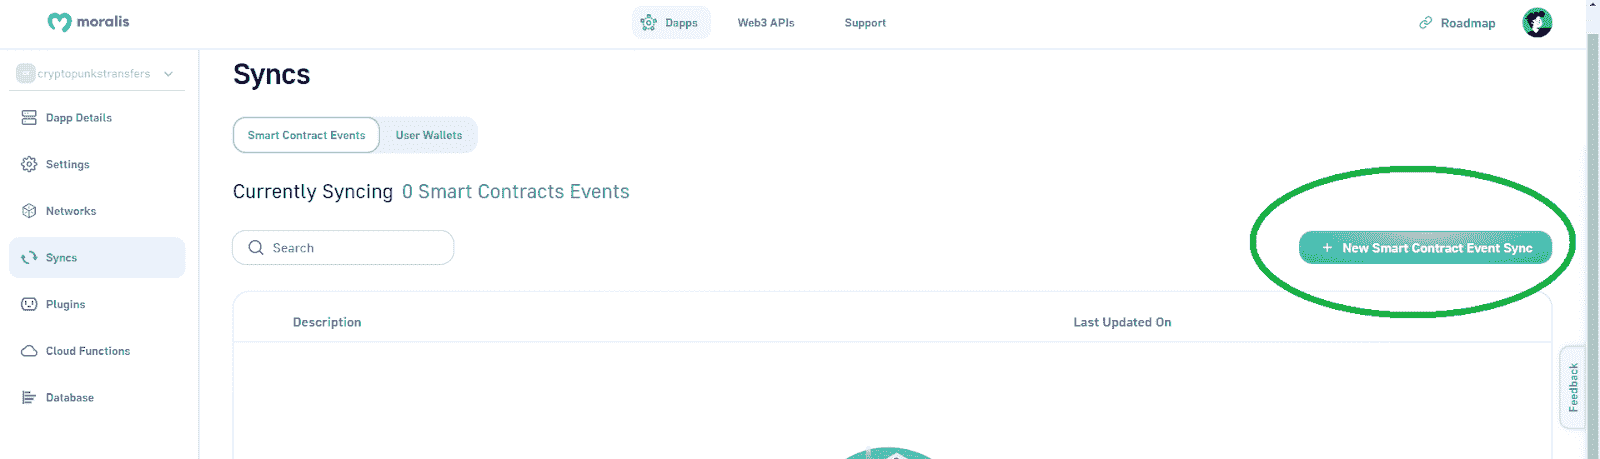 moralis
Dapps
Web3 APIs
Support
Roadmap
cryptopunkstransfers
Dapp Details
Settings
Networks
Syncs
Plugins
Cloud Functions
Database
Syncs
Smart Contract Events
User Wallets
Currently Syncing 0 Smart Contracts Events
Search
+ New Smart Contract Event Sync
Description
Last Updated On
Feedback